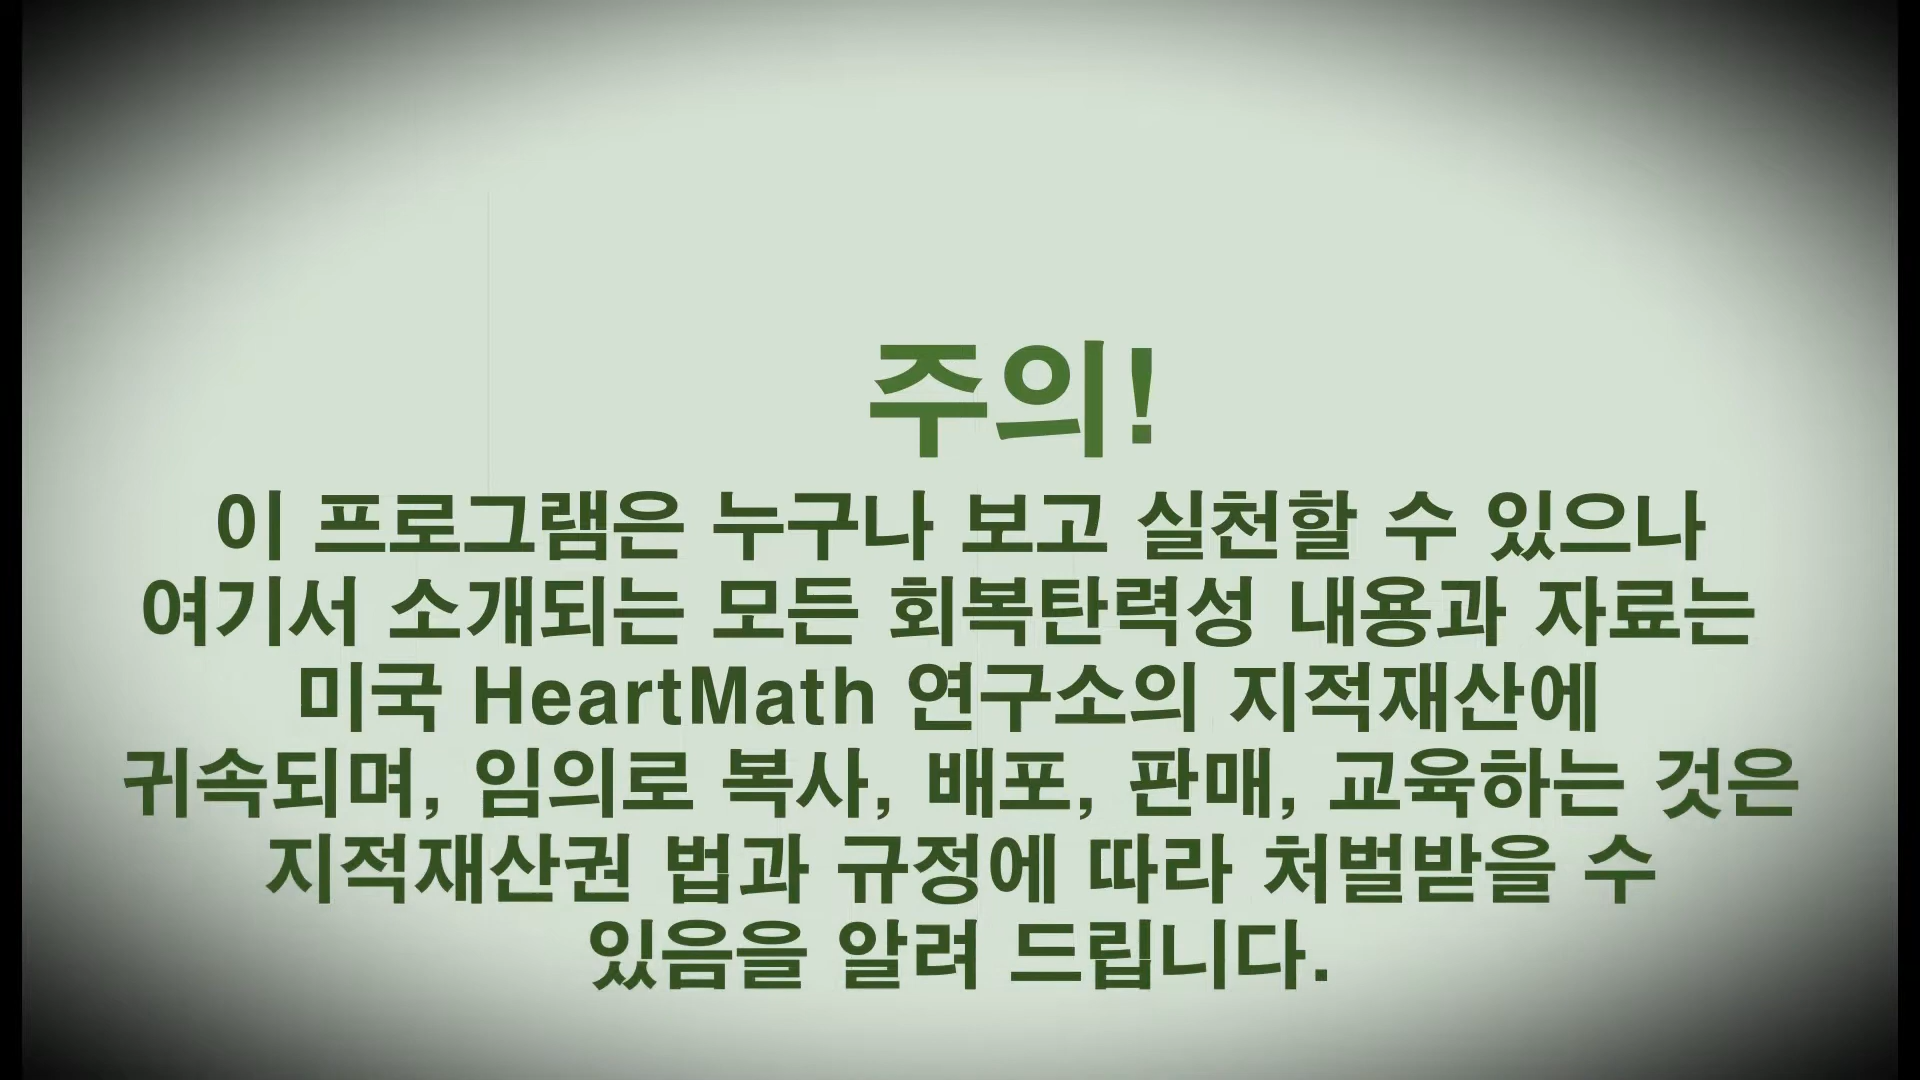 주의!
이 프로그램은 누구나 보고 실천할 수 있으나
여기서 소개되는 모든 회복탄력성 내용과 자료는
미국 HeartMath 연구소의 지적재산에
귀속되며, 임의로 복사, 배포, 판매, 교육하는 것은
지적재산권 법과 규정에 따라 처벌받을 수
있음을 알려 드립니다.